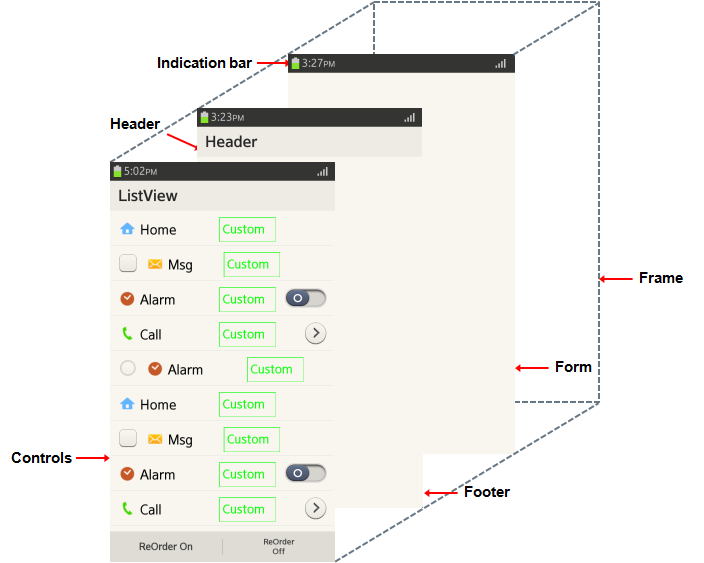 Indication bar
3:27PM
Header
3:23PM
Header
5:02PM
ListView
Home Custom
Msg Custom
Alarm Custom
Call Custom
Alarm Custom
Home Custom
Msg Custom
Alarm Custom
Call Custom
ReOrder On
ReOrder
Off
Frame
Form
Controls
Footer